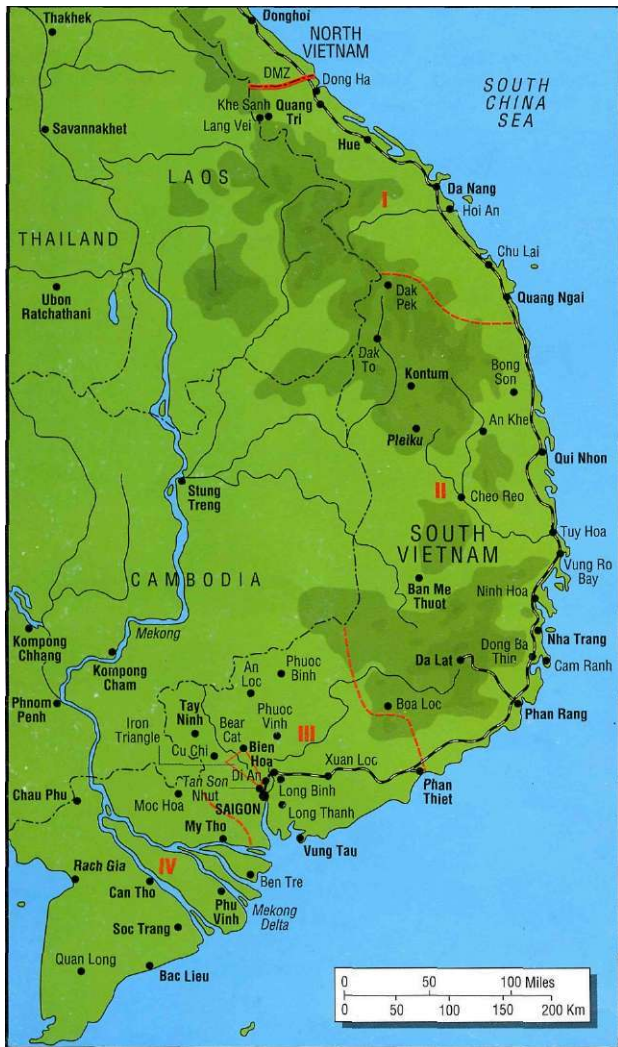 Thakhek
Donghoi
NORTH
VIETNAM
DMZ
Dong Ha
SOUTH
CHINA
SEA
Khe Sanh
Quang
Tri
Lang Vei
Savannakhet
Hue
LAOS
I
Da Nang
Hoi An
THAILAND
Chu Lai
Ubon
Ratchathani
Dak
Pek
Quang Ngai
Dak
To
Kontum
Bong
Son
An Khe
Pleiku
Qui Nhon
Stung
Treng
II
Cheo Reo
SOUTH
VIETNAM
Tuy Hoa
Vung Ro
Bay
CAMBODIA
Ban Me
Thuot
Ninh Hoa
Kompong
Chhang
Mekong
Kompong
Cham
Nha Trang
Dong Ba
Thin
Cam Ranh
Da Lat
An
Loc
Phuoc
Binh
Phnom
Penh
Tay
Ninh
Phuoc
Vinh
Boa Loc
Phan Rang
Iron
Triangle
Bear
Cat
III
Bien
Hoa
Cu Chi
Xuan Loc
Phan
Thiet
Di An
Tan Son
Nhut
Long Binh
Chau Phu
Moc Hoa
SAIGON
Long Thanh
My Tho
Vung Tau
Rach Gia
IV
Can Tho
Ben Tre
Phu
Vinh
Mekong
Delta
Soc Trang
Quan Long
Bac Lieu
0 50 100 Miles
0 50 100 150 200 Km